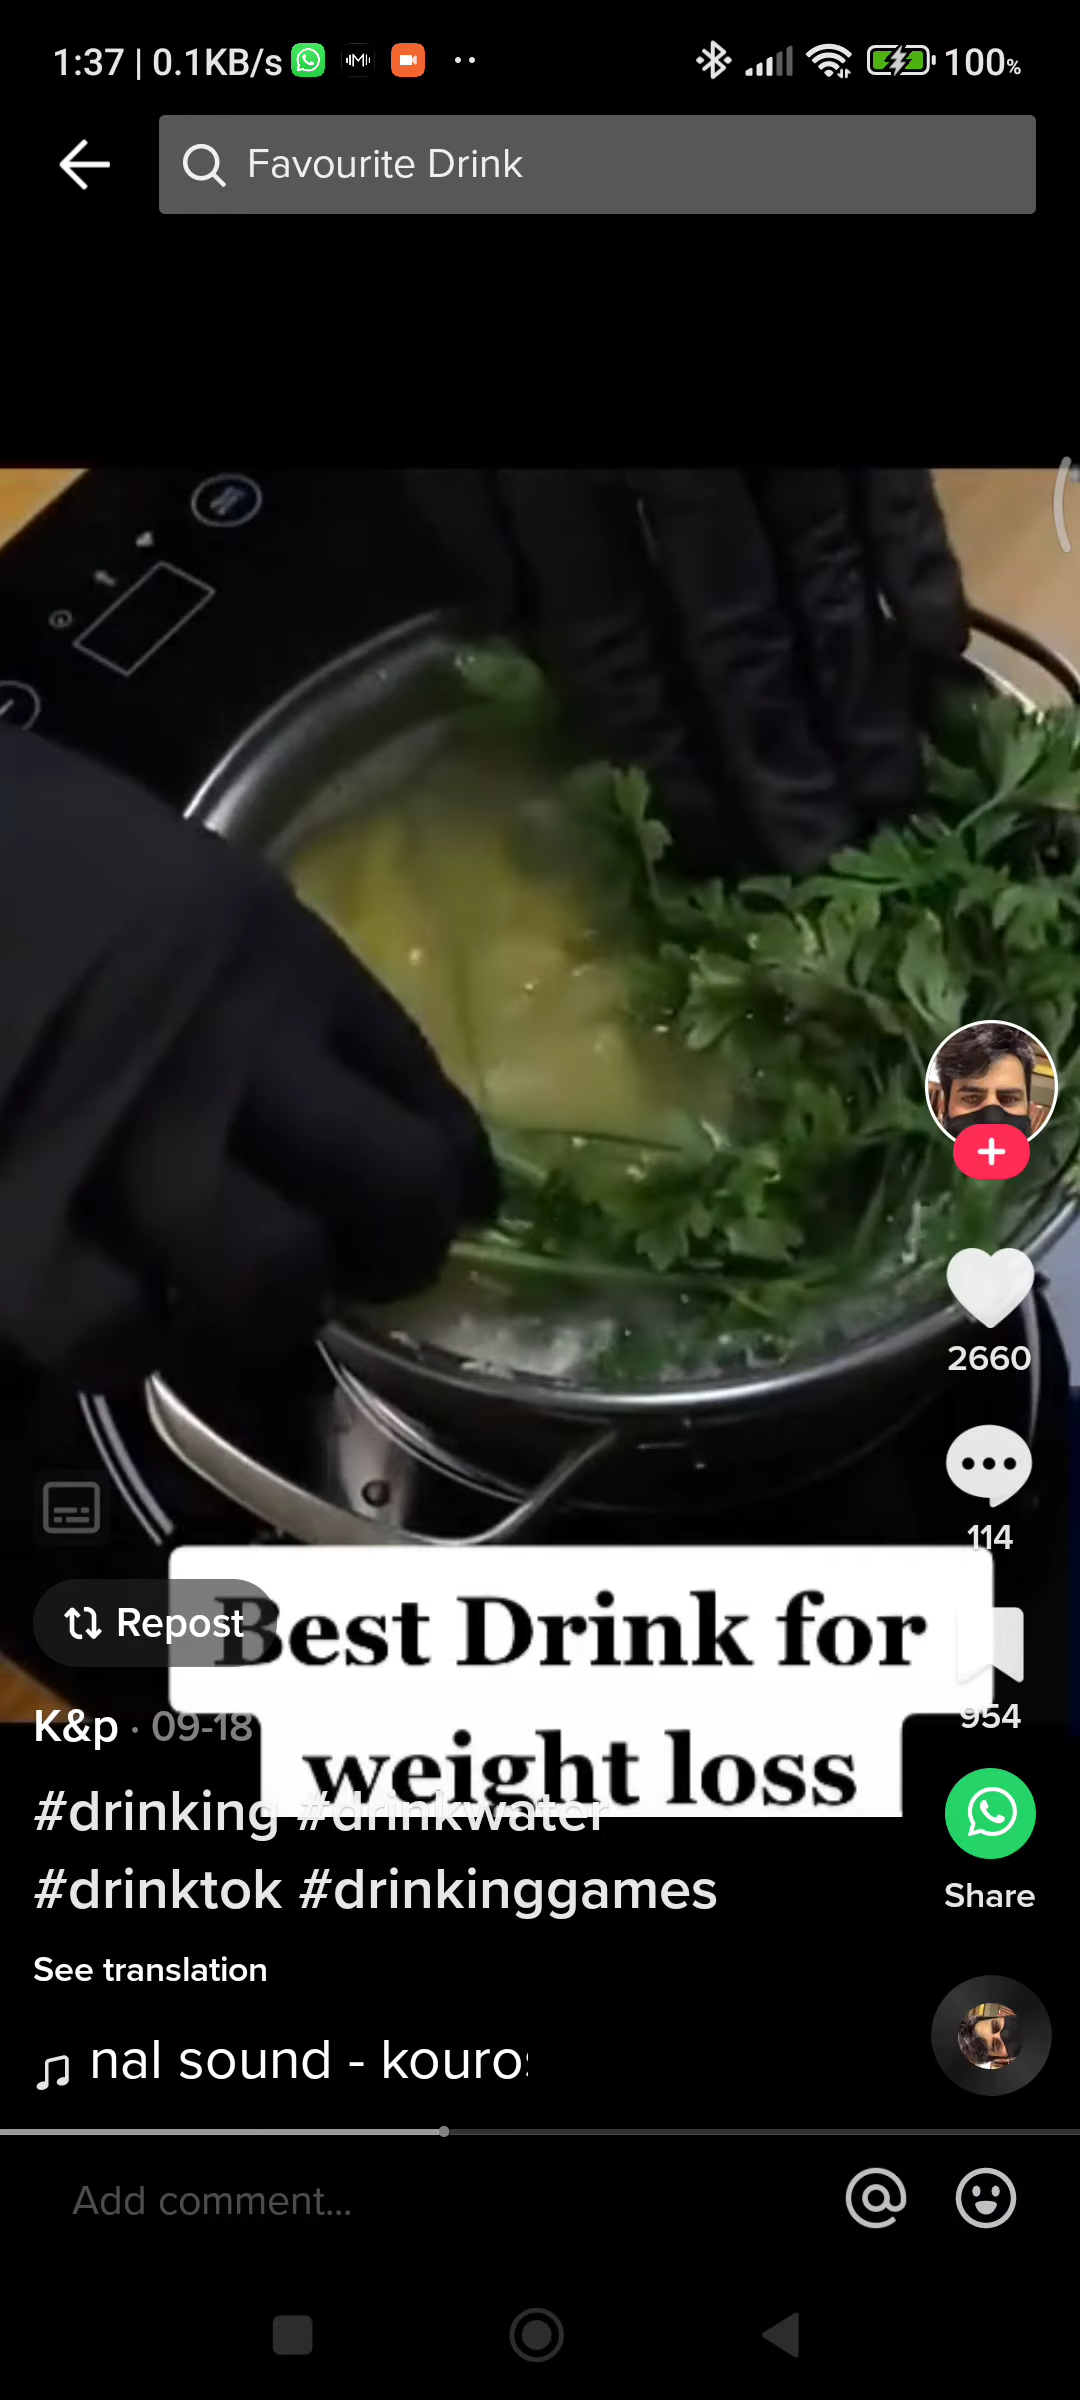 1:37 | 0.1KB/s
100%
Favourite Drink
2660
114
Best Drink for
weight loss
Repost
954
K&p · 09-18
#drinking #drinkwater
#drinktok #drinkinggames
Share
See translation
nal sound - kouro
Add comment...